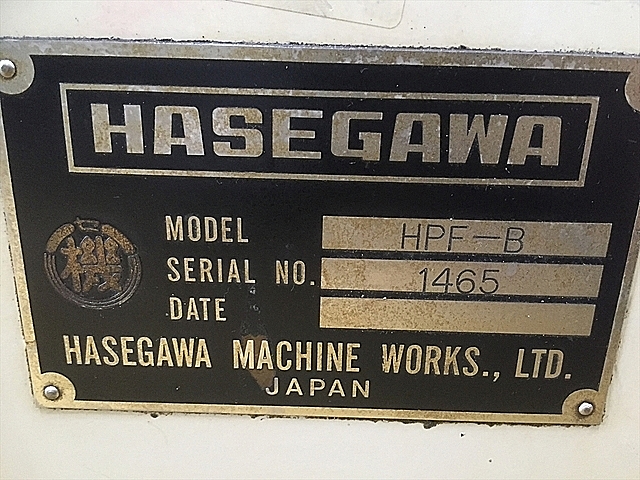 HASEGAWA
MODEL HPF-B
SERIAL NO. 1465
DATE
HASEGAWA MACHINE WORKS., LTD.
JAPAN